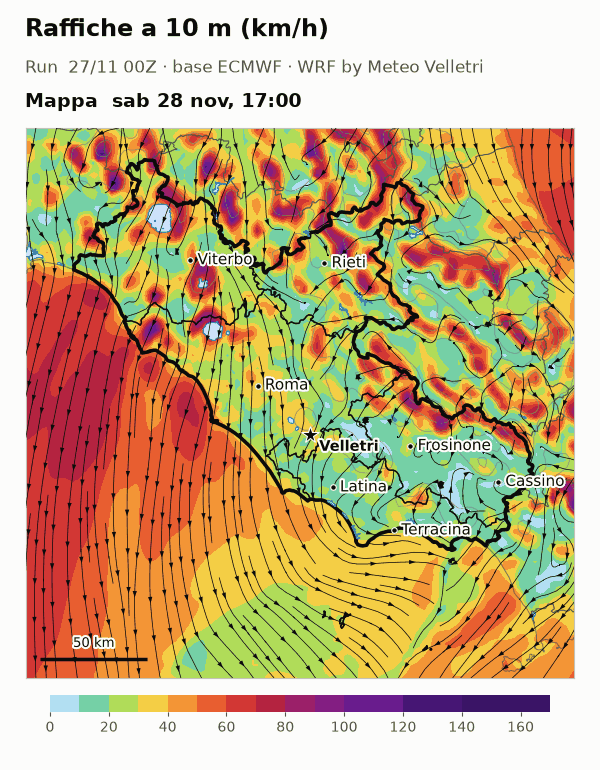 Raffiche a 10 m (km/h)
Run 27/11 00Z · base ECMWF · WRF by Meteo Velletri
Mappa sab 28 nov, 17:00
Viterbo
Rieti
Roma
Velletri
Frosinone
Cassino
Latina
Terracina
50 km
0 20 40 60 80 100 120 140 160